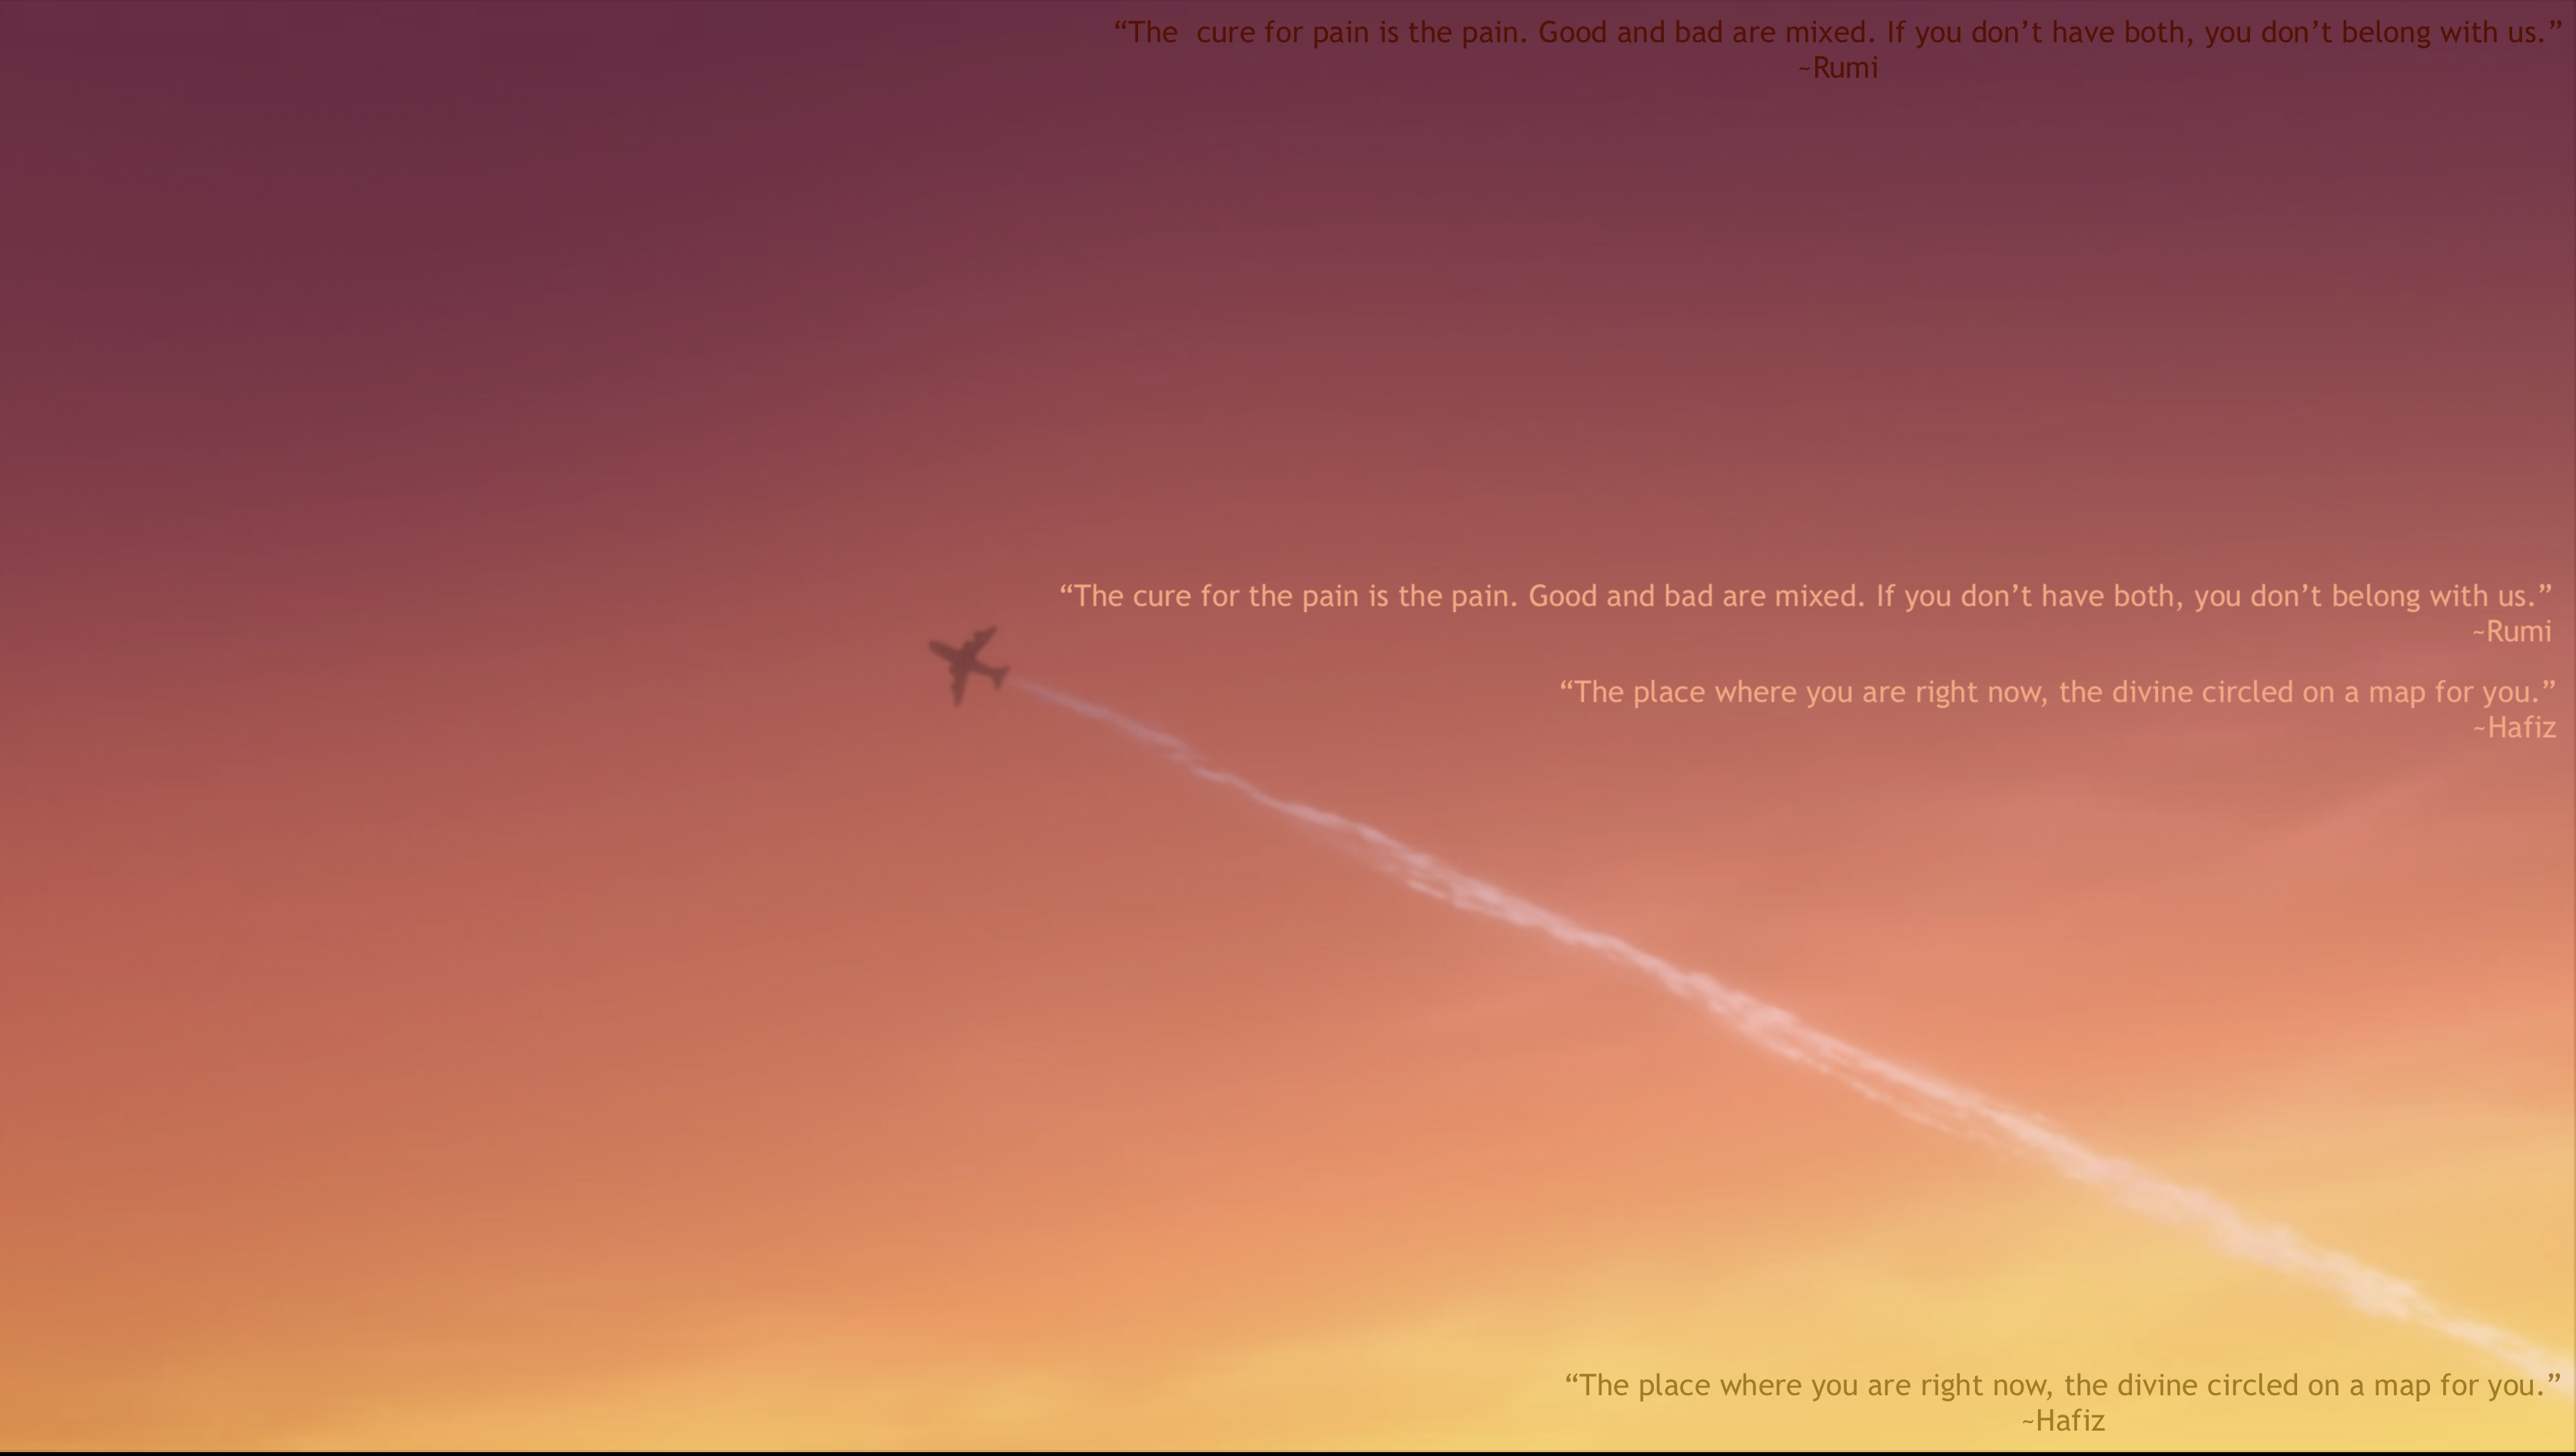 “The  cure for pain is the pain. Good and bad are mixed. If you don’t have both, you don’t belong with us.”
~Rumi
“The cure for the pain is the pain. Good and bad are mixed. If you don’t have both, you don’t belong with us.”
~Rumi
“The place where you are right now, the divine circled on a map for you.”
~Hafiz
“The place where you are right now, the divine circled on a map for you.”
~Hafiz